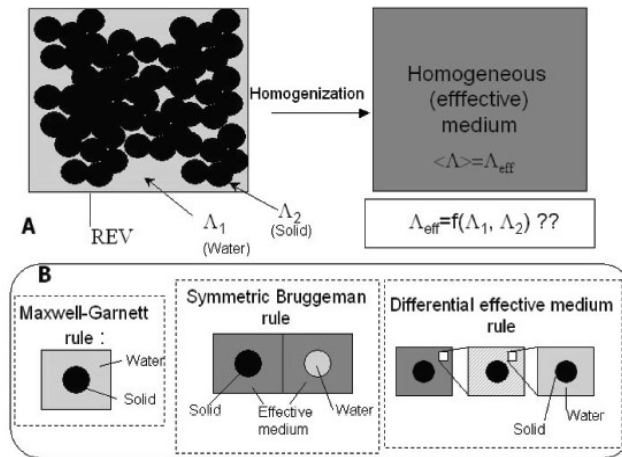 Homogenization
Homogeneous
(efffective)
medium
<Λ>=Λeff
Λ1
(Water)
Λ2
(Solid)
A
REV
Λeff=f(Λ1, Λ2) ??
B
Maxwell-Garnett
rule :
Water
Solid
Symmetric Bruggeman
rule
Solid
Effective
medium
Water
Differential effective medium
rule
Solid
Water